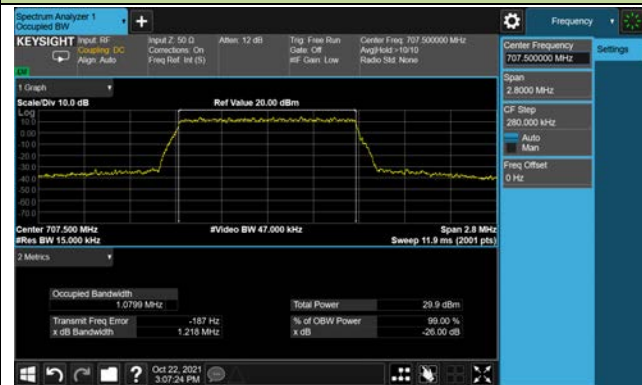 Spectrum Analyzer 1
Occupied BW
+
Frequency
KEYSIGHT
Input: RF
Coupling: DC
Align: Auto
Input Z: 50 Ω
Corrections: On
Freq Ref: Int (S)
Atten: 12 dB
Trig: Free Run
Gate: Off
#IF Gain: Low
Center Freq: 707.500000 MHz
Avg|Hold:>10/10
Radio Std: None
Center Frequency
707.500000 MHz
Settings
Span
2.8000 MHz
CF Step
280.000 kHz
Auto
Man
Freq Offset
0 Hz
1 Graph
Scale/Div 10.0 dB
Ref Value 20.00 dBm
Log
10.0
0.00
-10.0
-20.0
-30.0
-40.0
-50.0
-60.0
-70.0
Center 707.500 MHz
#Video BW 47.000 kHz
Span 2.8 MHz
#Res BW 15.000 kHz
Sweep 11.9 ms (2001 pts)
2 Metrics
Occupied Bandwidth
1.0799 MHz
Total Power
29.9 dBm
Transmit Freq Error
-187 Hz
% of OBW Power
99.00 %
x dB Bandwidth
1.218 MHz
x dB
-26.00 dB
?
Oct 22, 2021
3:07:24 PM